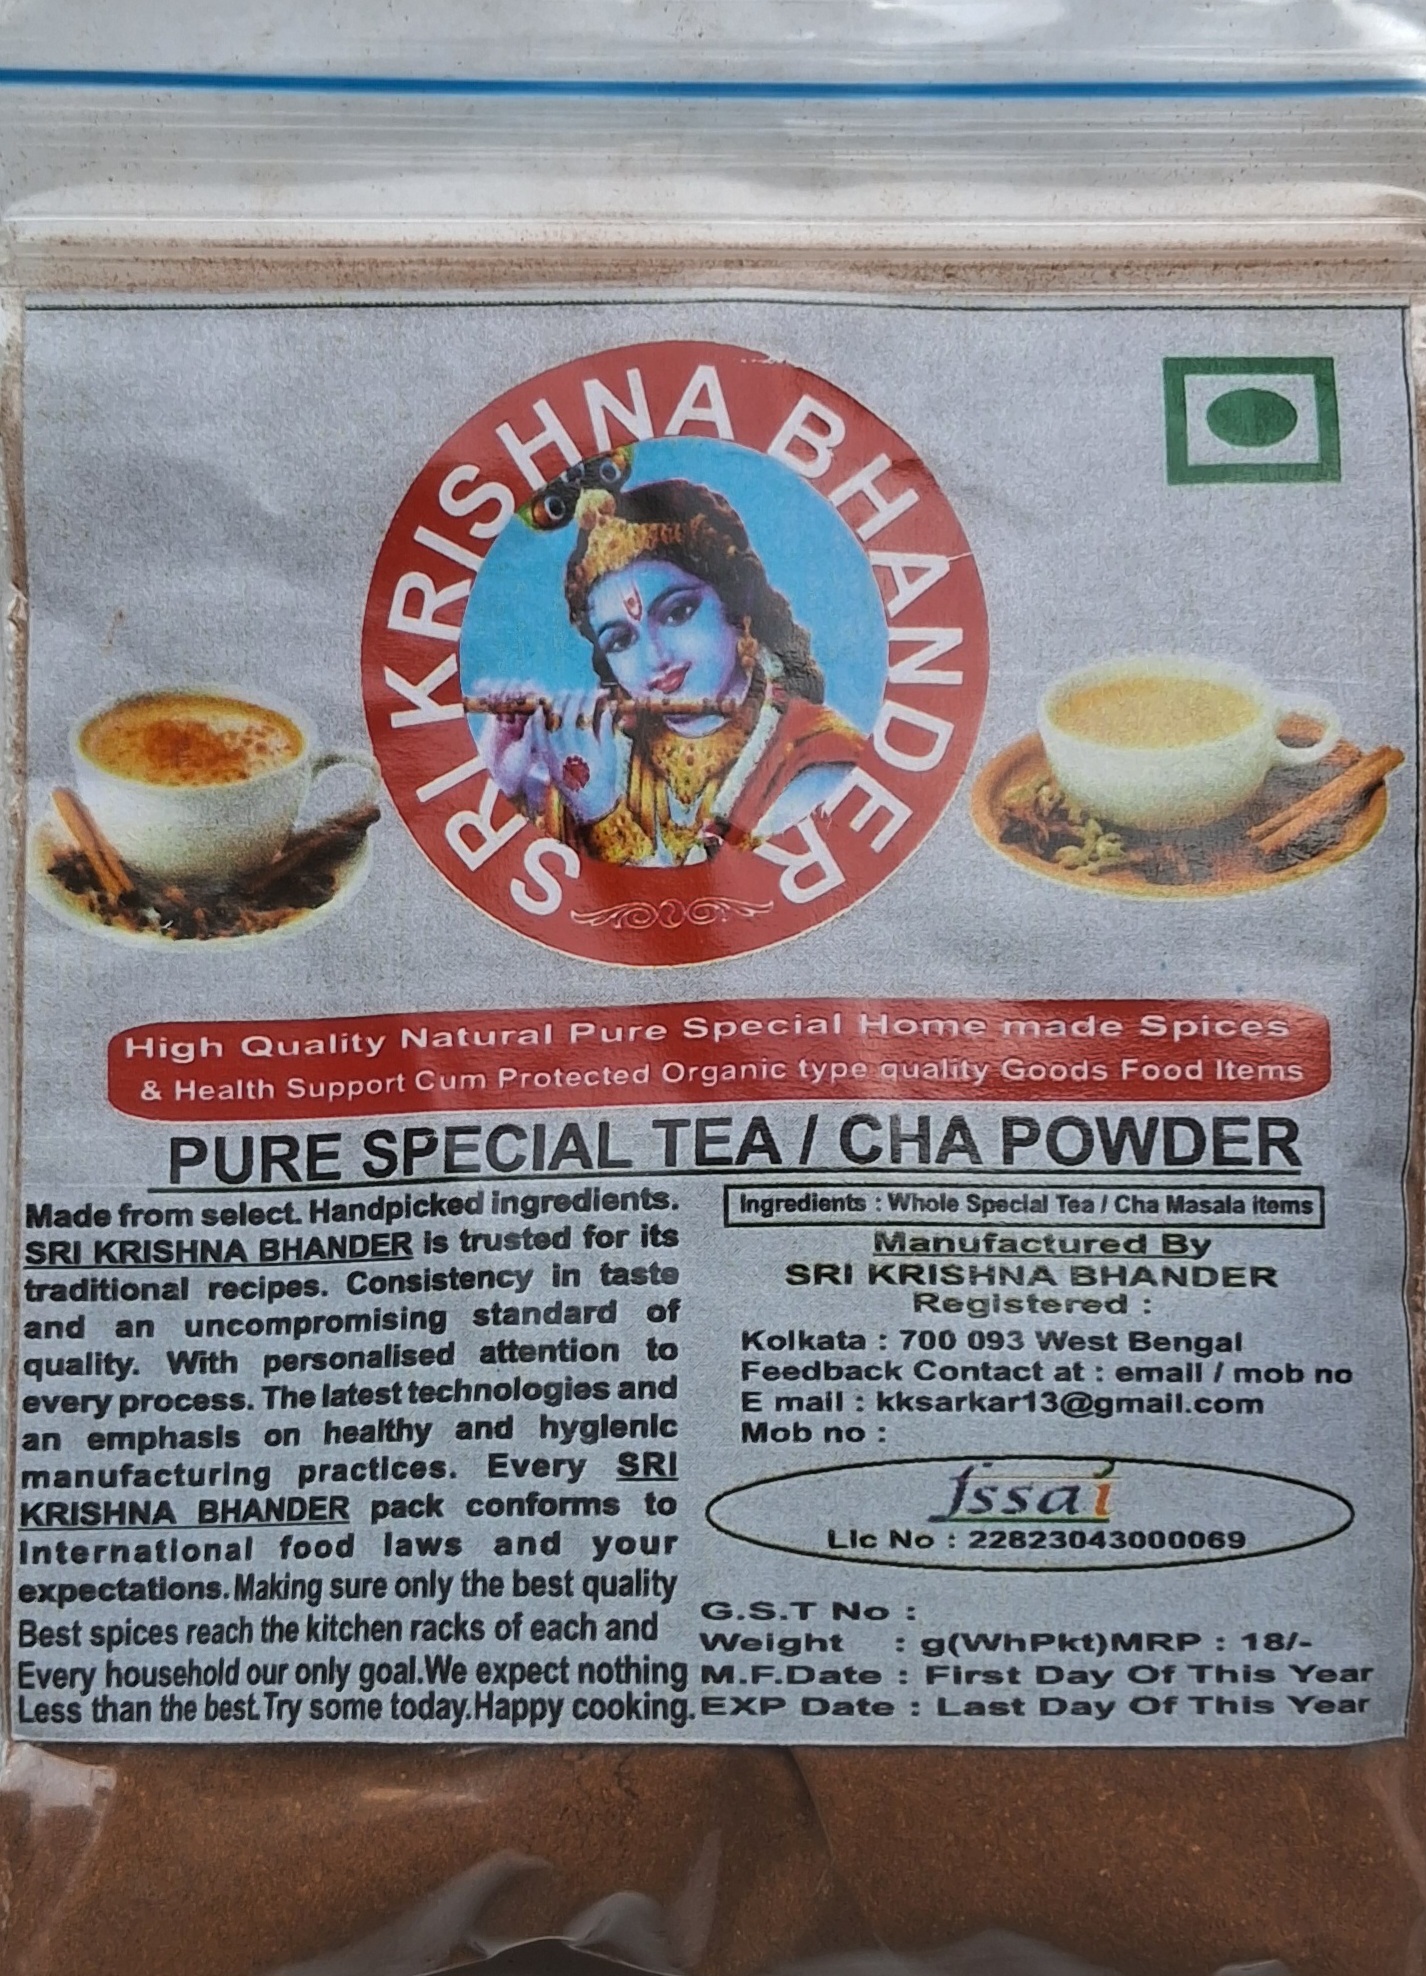 SRI KRISHNA BHANDER
High Quality Natural Pure Special Home made Spices
& Health Support Cum Protected Organic type quality Goods Food Items
PURE SPECIAL TEA / CHA POWDER
Made from select. Handpicked ingredients.
SRI KRISHNA BHANDER is trusted for its
traditional recipes. Consistency in taste
and an uncompromising standard of
quality. With personalised attention to
every process. The latest technologies and
an emphasis on healthy and hygienic
manufacturing practices. Every SRI
KRISHNA BHANDER pack conforms to
International food laws and your
expectations. Making sure only the best quality
Best spices reach the kitchen racks of each and
Every household our only goal.We expect nothing
Less than the best.Try some today.Happy cooking.
Ingredients : Whole Special Tea / Cha Masala items
Manufactured By
SRI KRISHNA BHANDER
Registered :
Kolkata : 700 093 West Bengal
Feedback Contact at : email / mob no
E mail : kksarkar13@gmail.com
Mob no :
fssai
Lic No : 22823043000069
G.S.T No :
Weight : g(WhPkt)MRP : 18/-
M.F.Date : First Day Of This Year
EXP Date : Last Day Of This Year